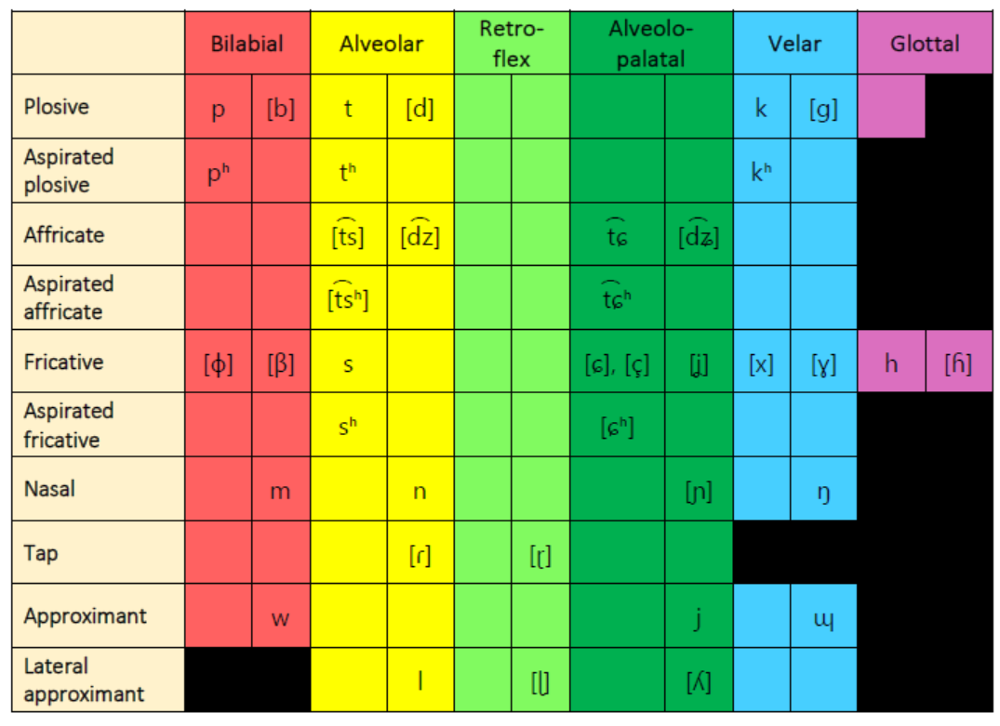 Bilabial Alveolar Retro-flex Alveolo-palatal Velar Glottal
Plosive p [b] t [d] k [g]
Aspirated plosive pʰ tʰ kʰ
Affricate [t͡s] [d͡z] t͡ɕ [d͡ʑ]
Aspirated affricate [t͡sʰ] t͡ɕʰ
Fricative [ɸ] [β] s [ɕ], [ç] [ʝ] [x] [ɣ] h [ɦ]
Aspirated fricative sʰ [ɕʰ]
Nasal m n [ɲ] ŋ
Tap [ɾ] [ɽ]
Approximant w j ɰ
Lateral approximant l [ɭ] [ʎ]